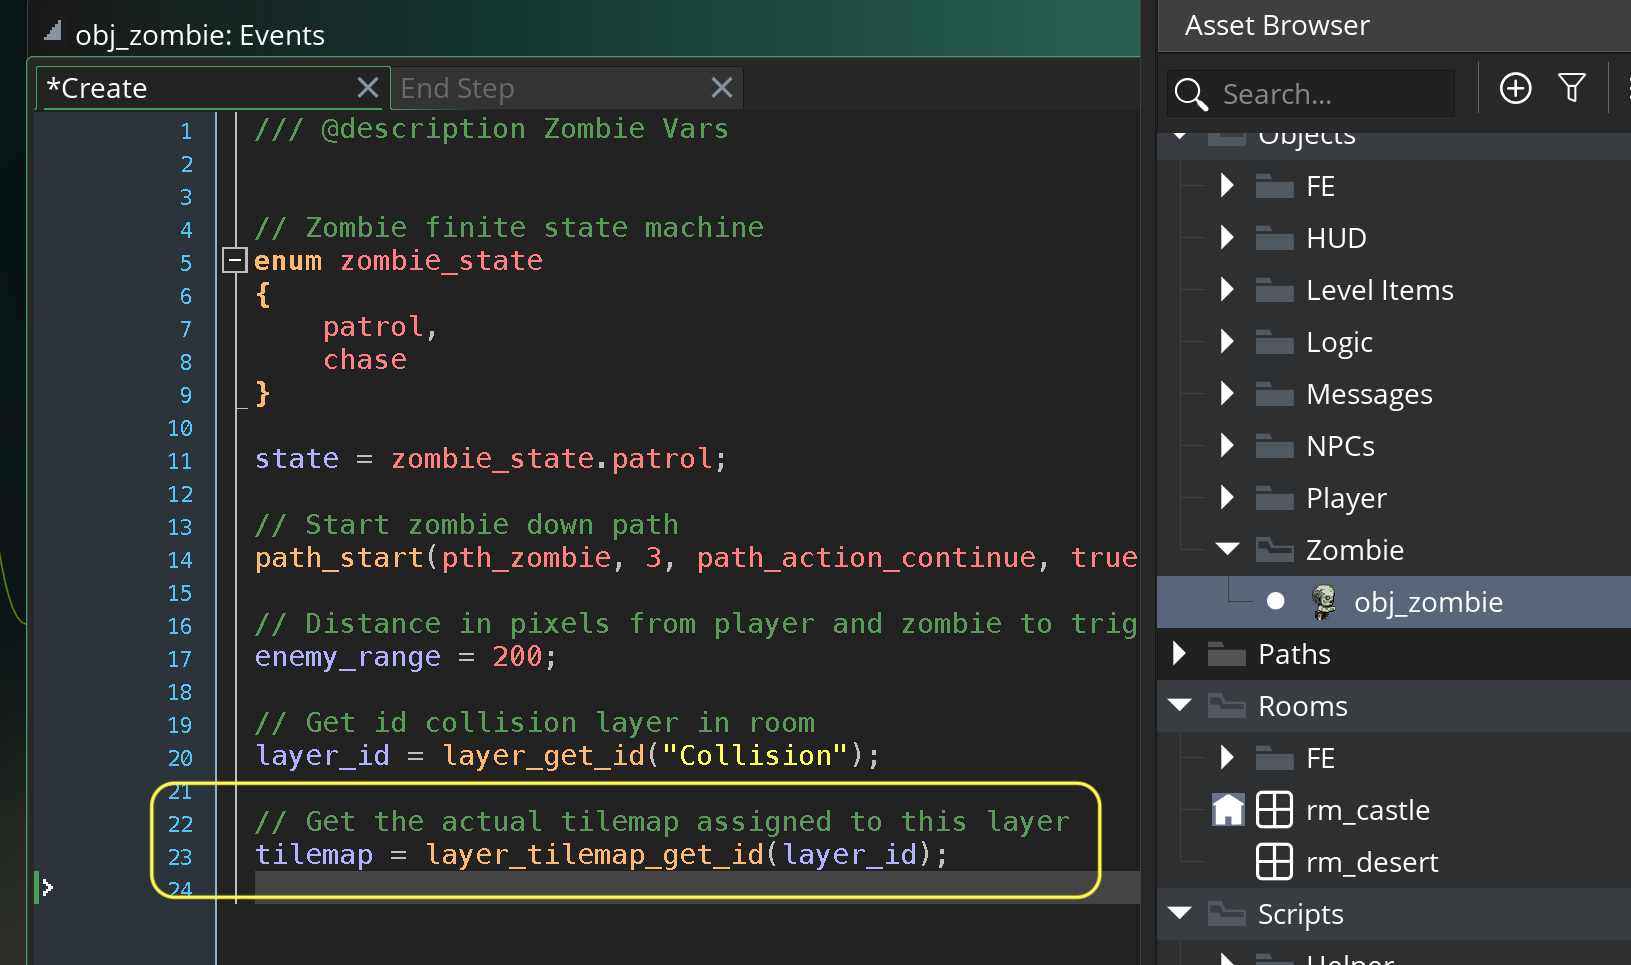 obj_zombie: Events
*Create
End Step
1 /// @description Zombie Vars
2
3
4 // Zombie finite state machine
5 enum zombie_state
6 {
7 patrol,
8 chase
9 }
10
11 state = zombie_state.patrol;
12
13 // Start zombie down path
14 path_start(pth_zombie, 3, path_action_continue, true
15
16 // Distance in pixels from player and zombie to trig
17 enemy_range = 200;
18
19 // Get id collision layer in room
20 layer_id = layer_get_id("Collision");
21
22 // Get the actual tilemap assigned to this layer
23 tilemap = layer_tilemap_get_id(layer_id);
24
Asset Browser
Search...
Objects
FE
HUD
Level Items
Logic
Messages
NPCs
Player
Zombie
obj_zombie
Paths
Rooms
FE
rm_castle
rm_desert
Scripts
Helper